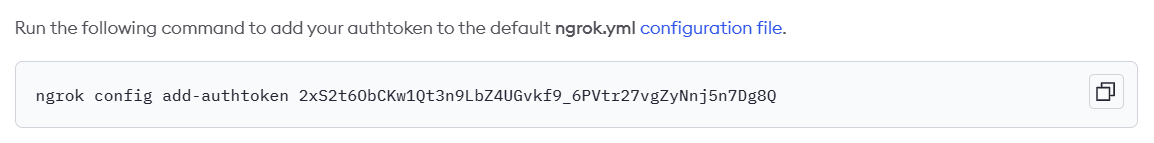 Run the following command to add your authtoken to the default ngrok.yml configuration file.
ngrok config add-authtoken 2xS2t6ObCKw1Qt3n9LbZ4UGvkf9_6PVtr27vgZyNnj5n7Dg8Q